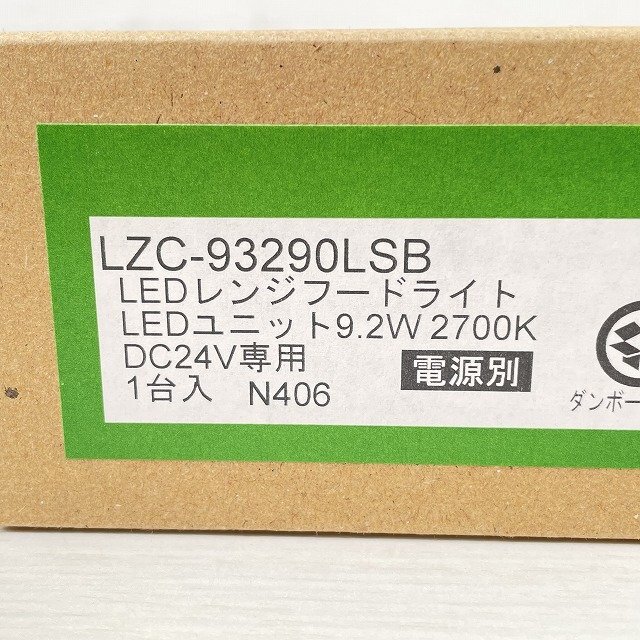 LZC-93290LSB
LEDレンジフードライト
LEDユニット9.2W 2700K
DC24V専用
1台入 N406
電源別
ダンボー